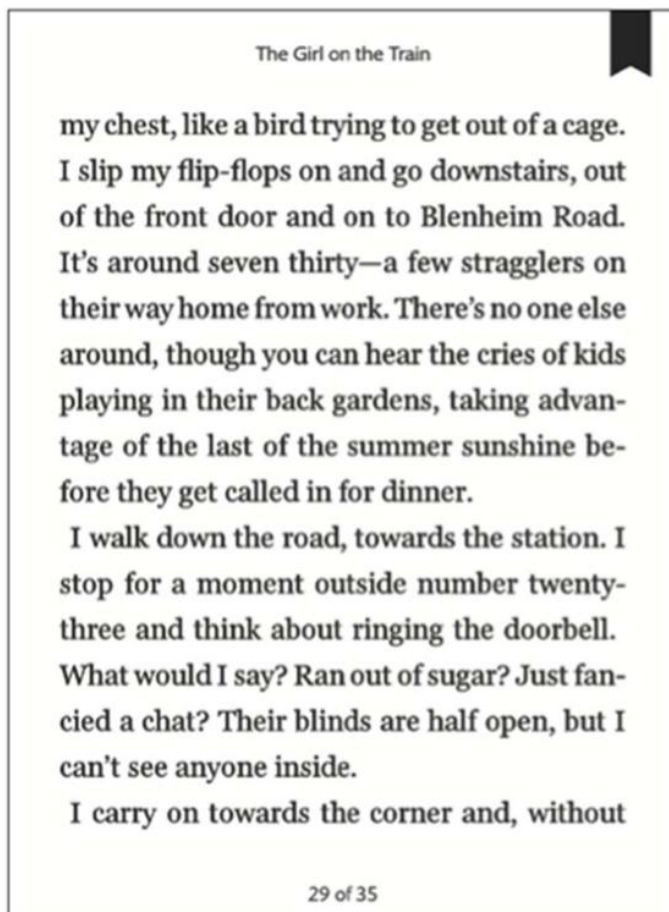 The Girl on the Train
my chest, like a bird trying to get out of a cage.
I slip my flip-flops on and go downstairs, out
of the front door and on to Blenheim Road.
It's around seven thirty—a few stragglers on
their way home from work. There's no one else
around, though you can hear the cries of kids
playing in their back gardens, taking advan-
tage of the last of the summer sunshine be-
fore they get called in for dinner.
I walk down the road, towards the station. I
stop for a moment outside number twenty-
three and think about ringing the doorbell.
What would I say? Ran out of sugar? Just fan-
cied a chat? Their blinds are half open, but I
can't see anyone inside.
I carry on towards the corner and, without
29 of 35